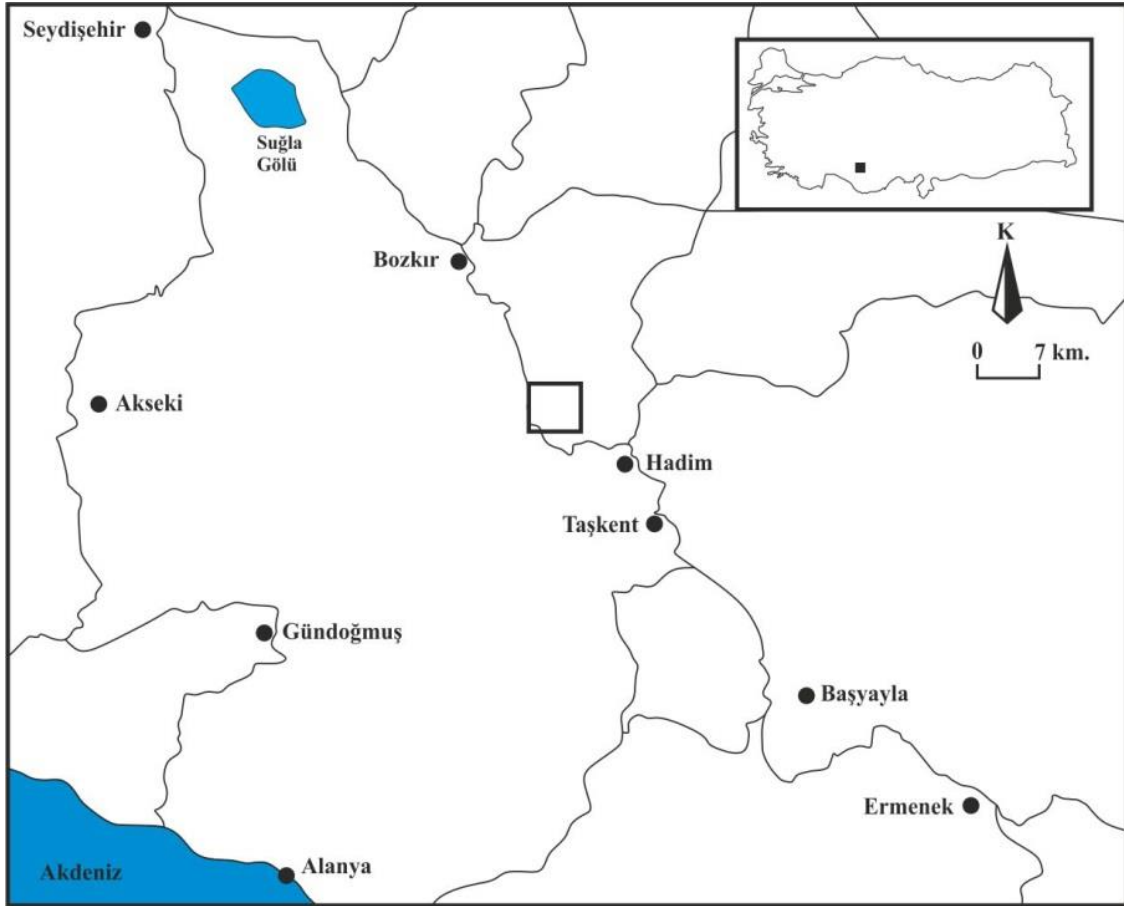 Seydişehir
Suğla
Gölü
K
Bozkır
0 7 km.
Akseki
Hadim
Taşkent
Gündoğmuş
Başyayla
Ermenek
Akdeniz
Alanya